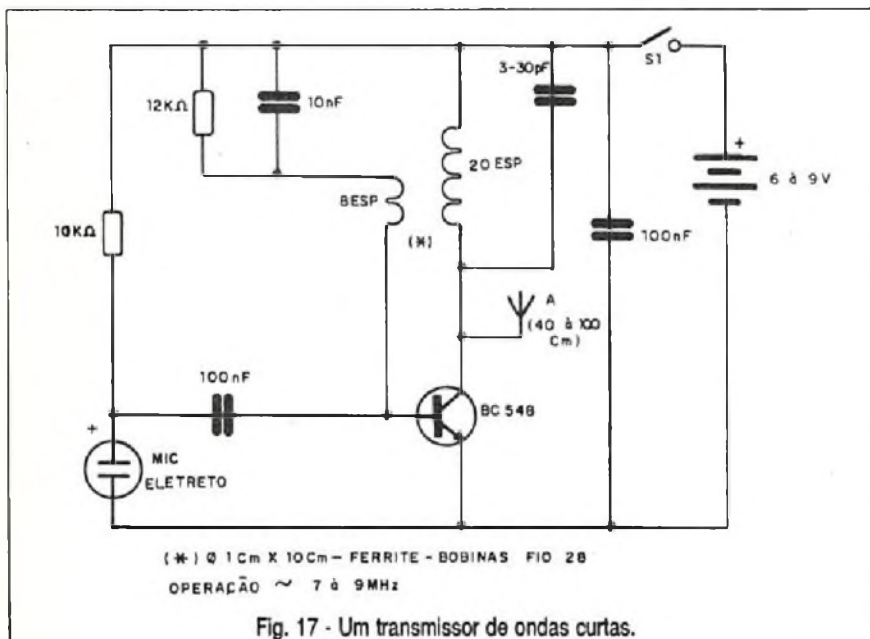 3-30pF
S1
12KΩ
10nF
+
20 ESP
6 à 9V
8ESP
10KΩ
100nF
(*)
A
(40 à 100
Cm)
100nF
BC 548
+
MIC
ELETRETO
(*) Ø 1Cm X 10Cm - FERRITE - BOBINAS FIO 28
OPERAÇÃO ~ 7 à 9MHz
Fig. 17 - Um transmissor de ondas curtas.